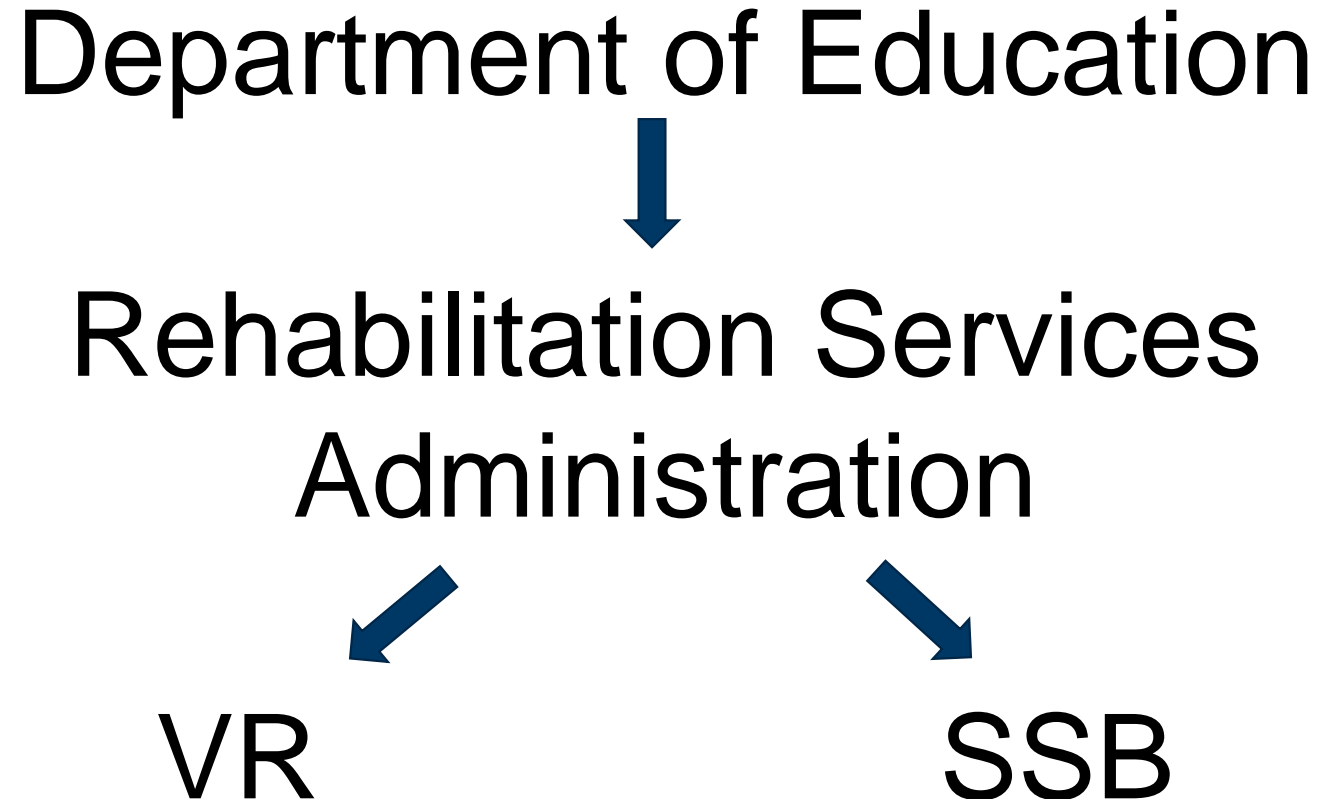 Department of Education
Rehabilitation Services
Administration
VR
SSB